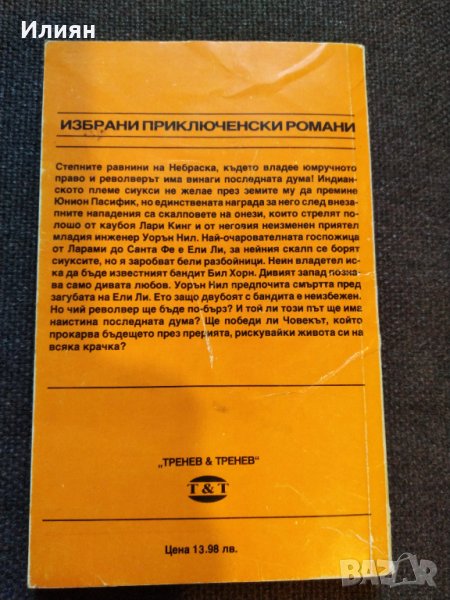 Илиян
ИЗБРАНИ ПРИКЛЮЧЕНСКИ РОМАНИ
Степните равнини на Небраска, където владее юмручното
право и револверът има винаги последната дума! Индиан-
ското племе сиукси не желае през земите му да премине
Юнион Пасифик, но единствената награда за него след внеза-
пните нападения са скалповете на онези, които стрелят по-
лошо от каубоя Лари Кинг и от неговия неизменен приятел
младия инженер Уорън Нил. Най-очарователната госпожица
от Ларами до Санта Фе е Ели Ли, за нейния скалп се борят
сиуксите, но я заробват бели разбойници. Неин владетел ис-
ка да бъде известният бандит Бил Хорн. Дивият запад позна-
ва само дивата любов. Уорън Нил предпочита смъртта пред
загубата на Ели Ли. Ето защо двубоят с бандита е неизбежен.
Но чий револвер ще бъде по-бърз? И той ли този път ще има
наистина последната дума? Ще победи ли Човекът, който
прокарва бъдещето през прерията, рискувайки живота си на
всяка крачка?
„ТРЕНЕВ & ТРЕНЕВ“
T & T
Цена 13.98 лв.
BAZAR